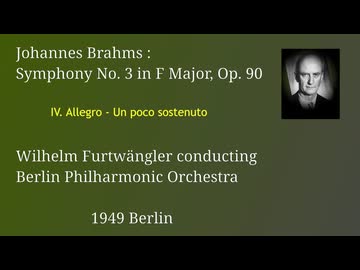 Johannes Brahms :
Symphony No. 3 in F Major, Op. 90
IV. Allegro - Un poco sostenuto
Wilhelm Furtwängler conducting
Berlin Philharmonic Orchestra
1949 Berlin